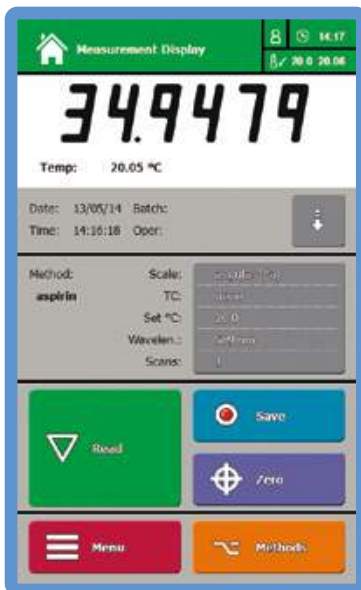 Measurement Display
14:17
20.0 20.06
34.9479
Temp: 20.05 °C
Date: 13/05/14 Batch:
Time: 14:16:18 Oper:
Method: Scale:
aspirin TC:
Set °C: 20.0
Wavelen.:
Scans: 1
Read
Save
Zero
Menu
Methods